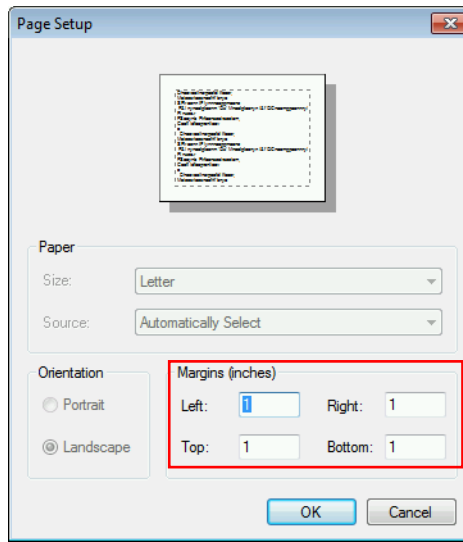 Page Setup
Paper
Size: Letter
Source: Automatically Select
Orientation
Portrait
Landscape
Margins (inches)
Left: 1 Right: 1
Top: 1 Bottom: 1
OK Cancel